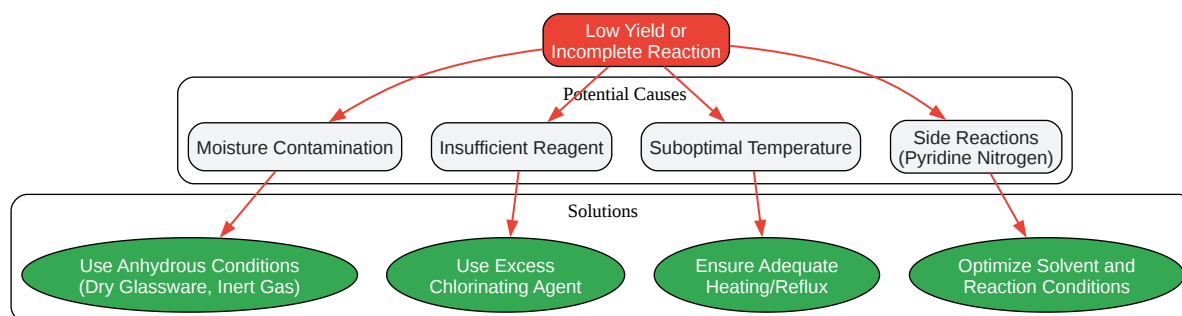 Low Yield or
Incomplete Reaction
Potential Causes
Moisture Contamination
Insufficient Reagent
Suboptimal Temperature
Side Reactions
(Pyridine Nitrogen)
Solutions
Use Anhydrous Conditions
(Dry Glassware, Inert Gas)
Use Excess
Chlorinating Agent
Ensure Adequate
Heating/Reflux
Optimize Solvent and
Reaction Conditions